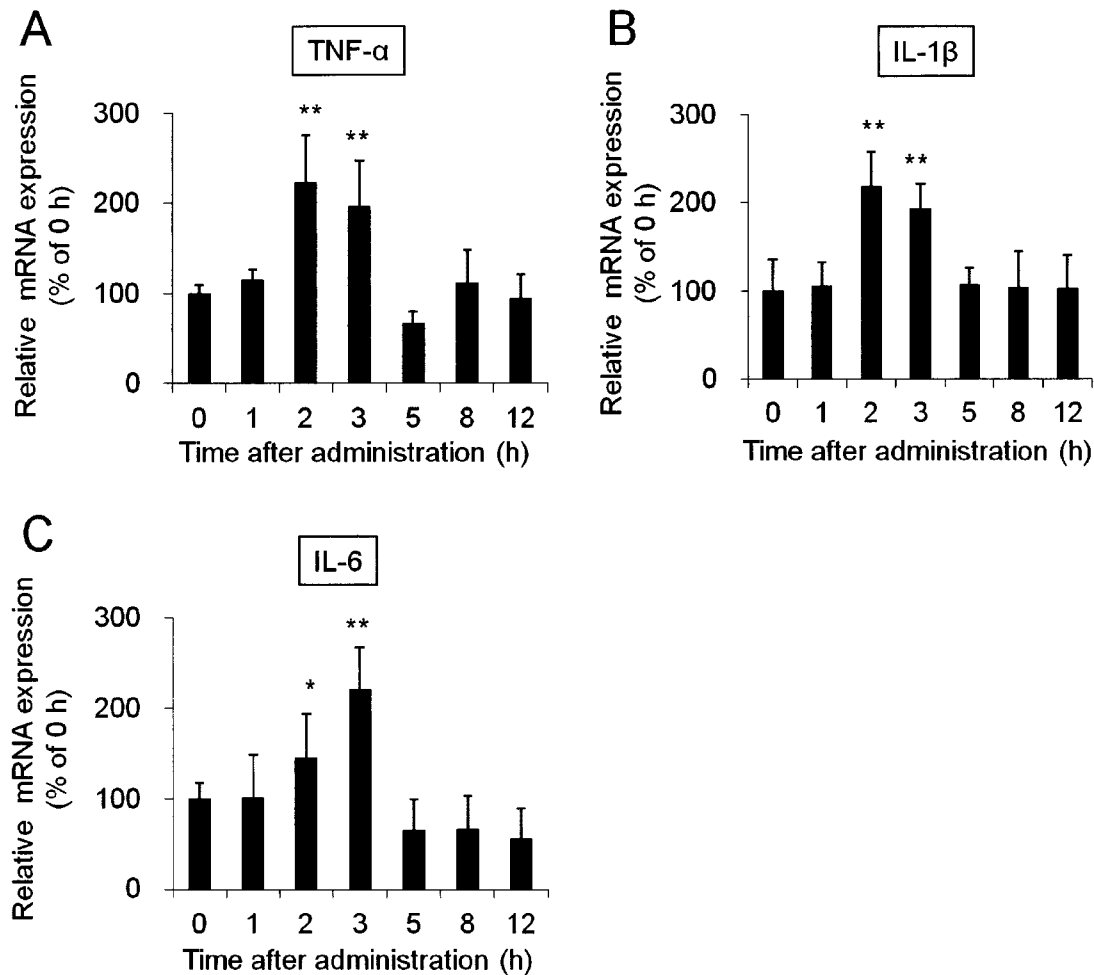 A
TNF-α
Relative mRNA expression
(% of 0 h)
300
200
100
0
**
**
0 1 2 3 5 8 12
Time after administration (h)
B
IL-1β
Relative mRNA expression
(% of 0 h)
300
200
100
0
**
**
0 1 2 3 5 8 12
Time after administration (h)
C
IL-6
Relative mRNA expression
(% of 0 h)
300
200
100
0
*
**
0 1 2 3 5 8 12
Time after administration (h)